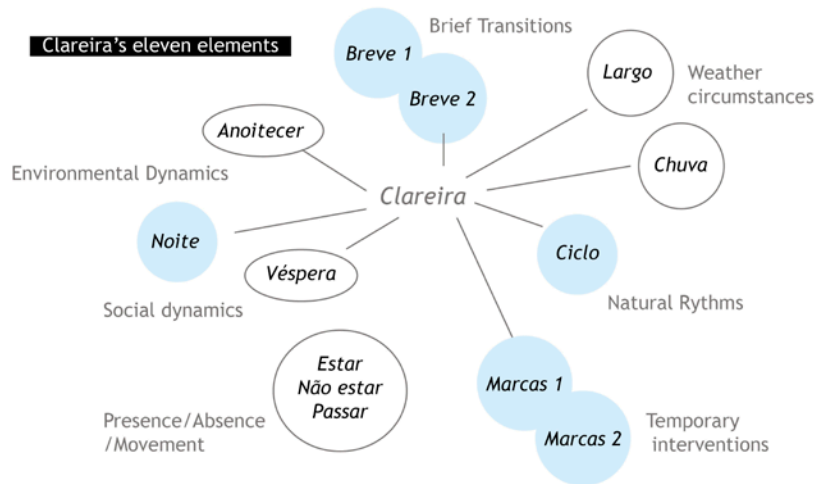 Clareira's eleven elements
Brief Transitions
Breve 1
Breve 2
Largo
Weather
circumstances
Anoitecer
Chuva
Environmental Dynamics
Clareira
Noite
Ciclo
Véspera
Social dynamics
Natural Rythms
Estar
Não estar
Passar
Presence/Absence
/Movement
Marcas 1
Marcas 2
Temporary
interventions